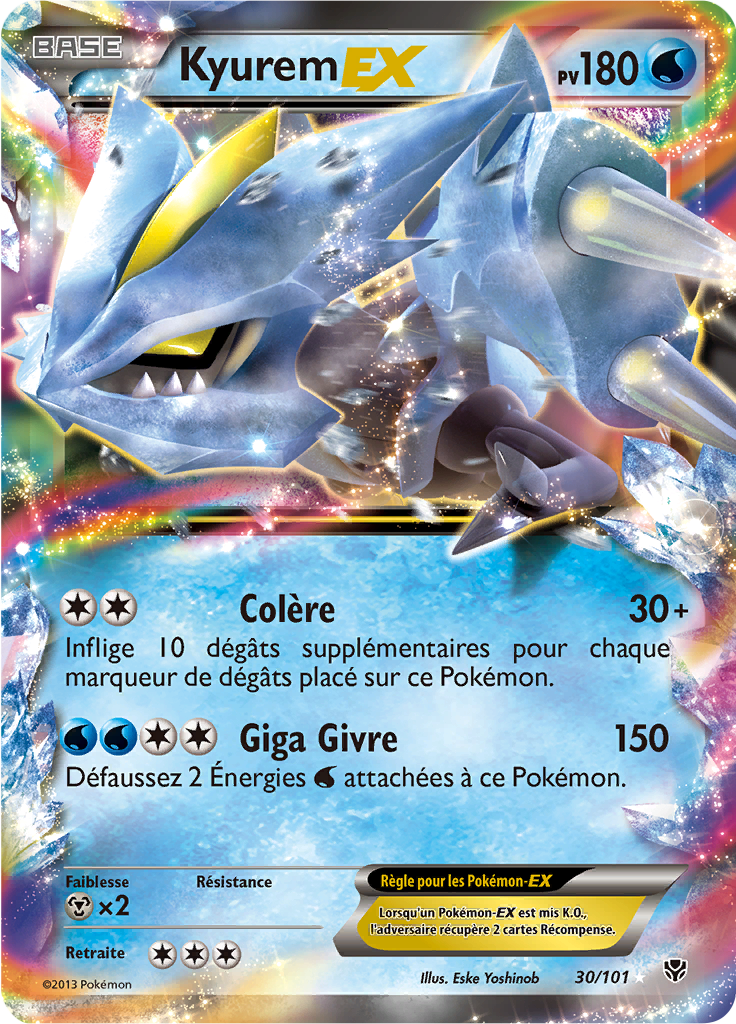 BASE
Kyurem EX
PV 180
Colère 30+
Inflige 10 dégâts supplémentaires pour chaque
marqueur de dégâts placé sur ce Pokémon.
Giga Givre 150
Défaussez 2 Énergies attachées à ce Pokémon.
Faiblesse Résistance
×2
Retraite
Règle pour les Pokémon-EX
Lorsqu'un Pokémon-EX est mis K.O.,
l'adversaire récupère 2 cartes Récompense.
©2013 Pokémon
Illus. Eske Yoshinob
30/101